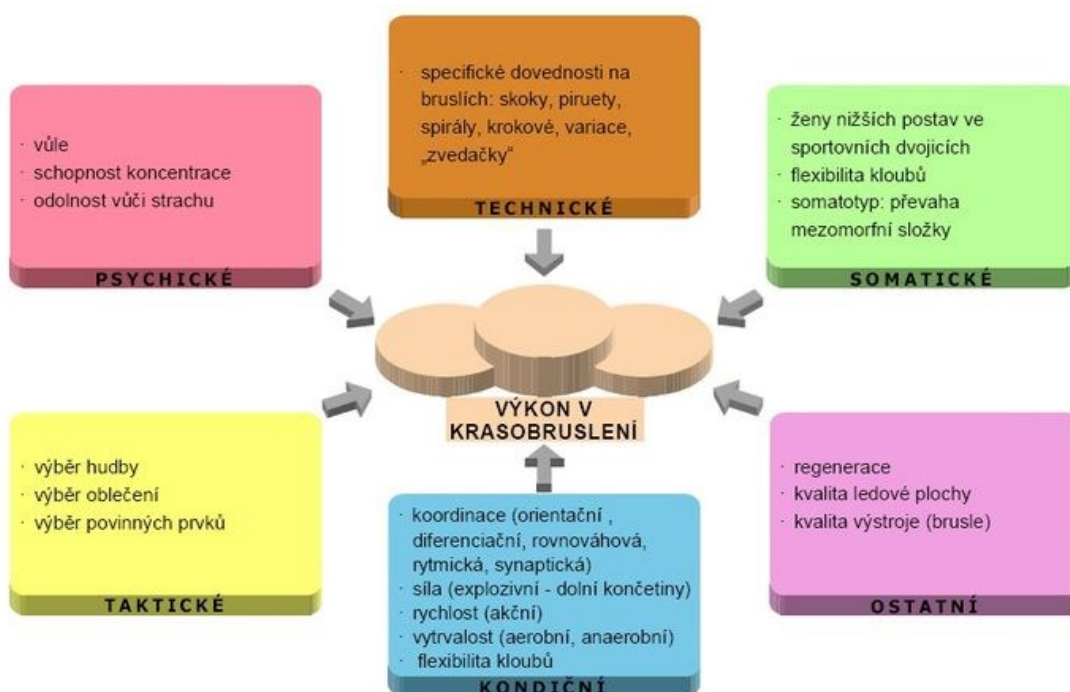 · vůle
· schopnost koncentrace
· odolnost vůči strachu
PSYCHICKÉ
· specifické dovednosti na
bruslích: skoky, piruety,
spirály, krokové, variace,
„zvedačky“
TECHNICKÉ
· ženy nižších postav ve
sportovních dvojicích
· flexibilita kloubů
· somatotyp: převaha
mezomorfní složky
SOMATICKÉ
VÝKON V
KRASOBRUSLENÍ
· výběr hudby
· výběr oblečení
· výběr povinných prvků
TAKTICKÉ
· koordinace (orientační ,
diferenciační, rovnováhová,
rytmická, synaptická)
· síla (explozivní - dolní končetiny)
· rychlost (akční)
· vytrvalost (aerobní, anaerobní)
· flexibilita kloubů
KONDIČNÍ
· regenerace
· kvalita ledové plochy
· kvalita výstroje (brusle)
OSTATNÍ